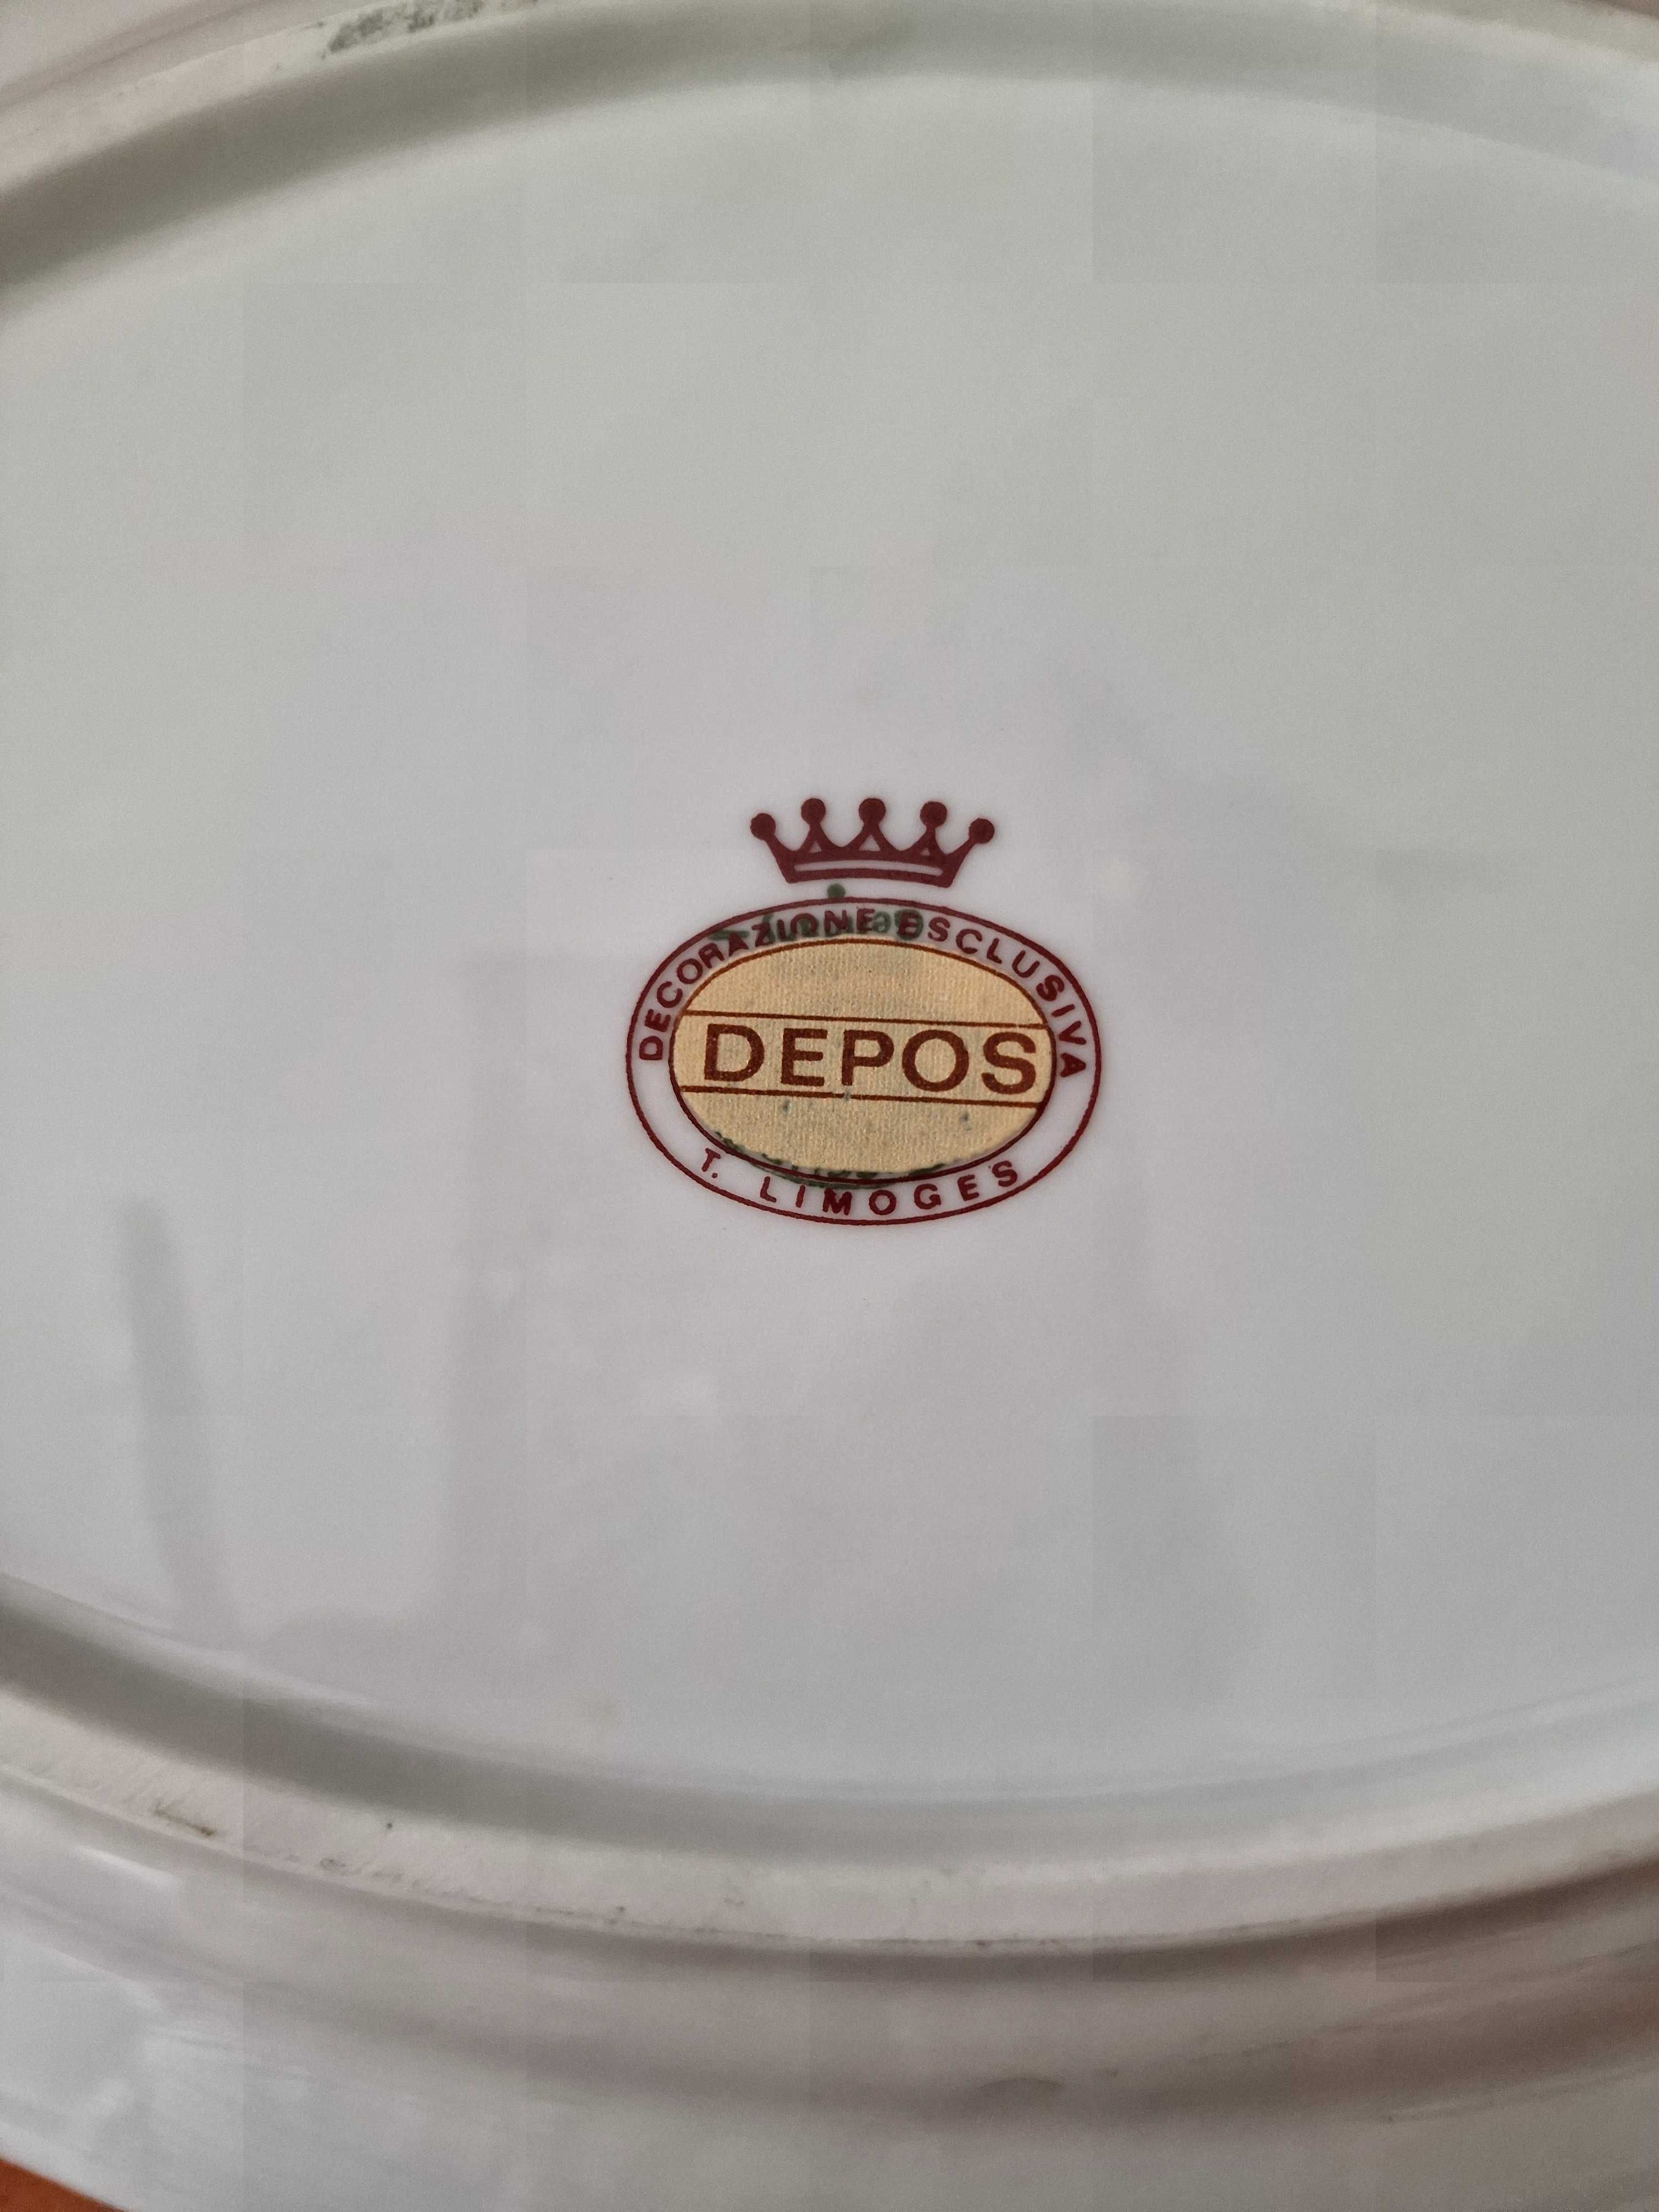 DECORAZIONE ESCLUSIVA
DEPOS
T. LIMOGES